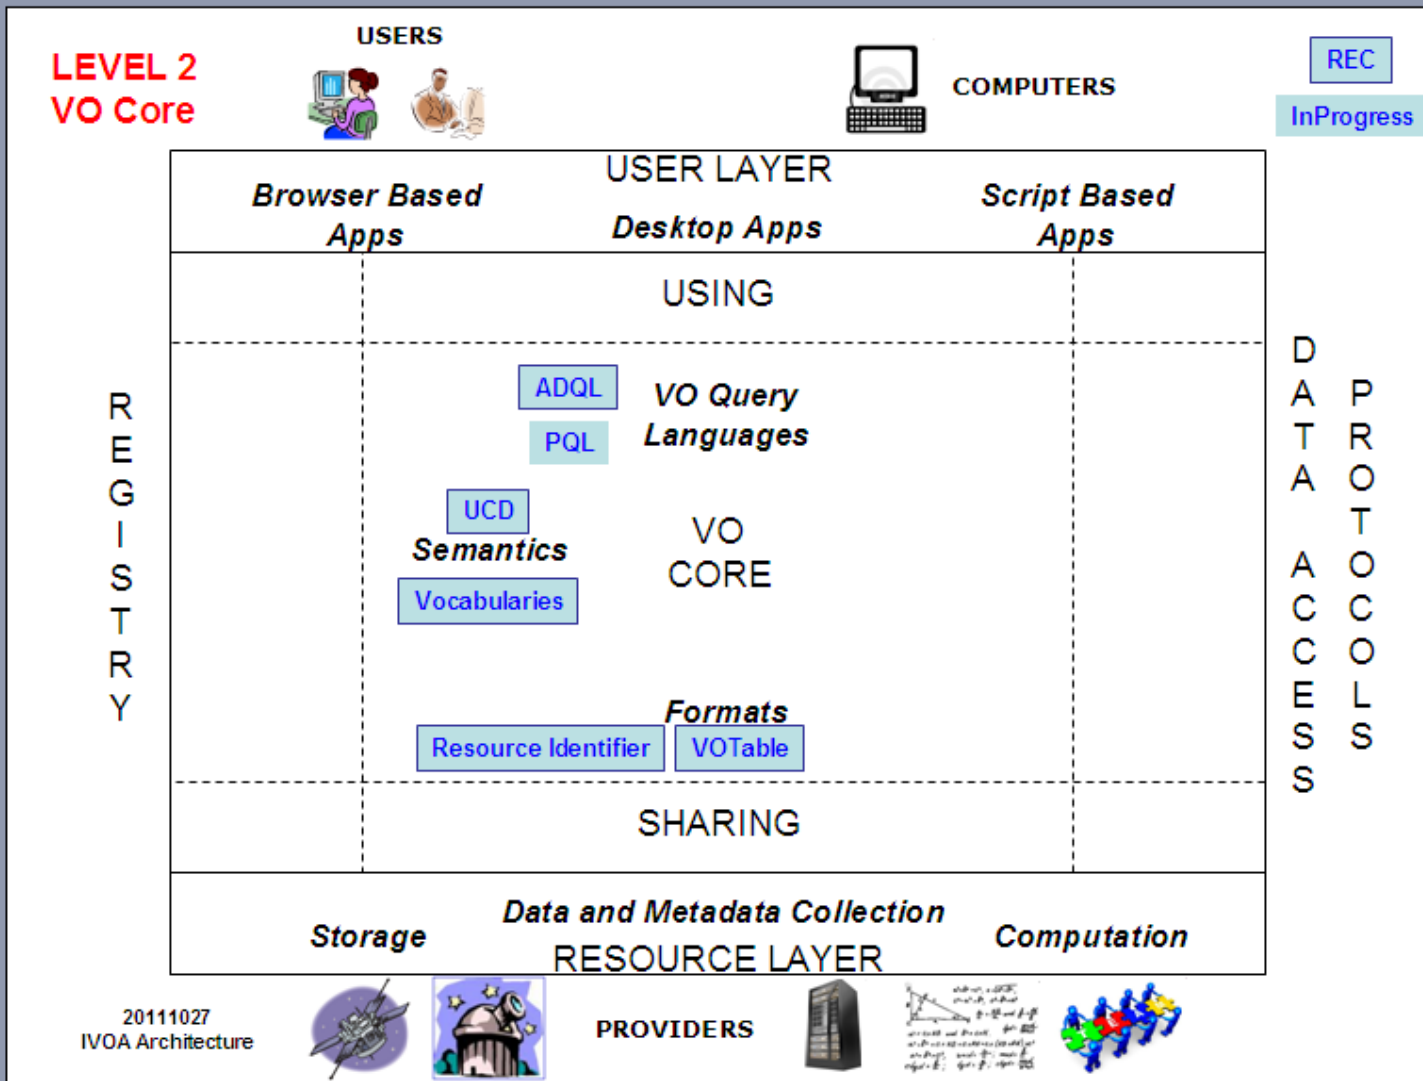 LEVEL 2
VO Core
USERS
COMPUTERS
REC
InProgress
USER LAYER
Browser Based
Apps
Desktop Apps
Script Based
Apps
USING
REGISTRY
ADQL
PQL
VO Query
Languages
UCD
Semantics
Vocabularies
VO
CORE
Formats
Resource Identifier
VOTable
DATA ACCESS
PROTOCOLS
SHARING
Storage
Data and Metadata Collection
Computation
RESOURCE LAYER
20111027
IVOA Architecture
PROVIDERS